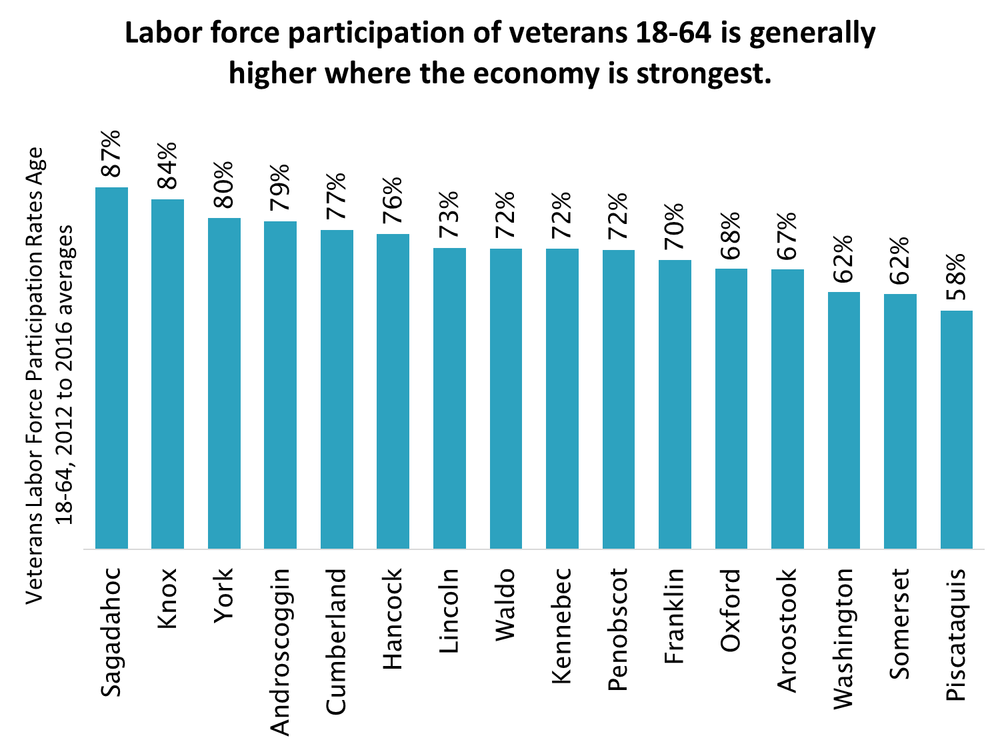 Labor force participation of veterans 18-64 is generally
higher where the economy is strongest.
Veterans Labor Force Participation Rates Age
18-64, 2012 to 2016 averages
87%
84%
80%
79%
77%
76%
73%
72%
72%
72%
70%
68%
67%
62%
62%
58%
Sagadahoc
Knox
York
Androscoggin
Cumberland
Hancock
Lincoln
Waldo
Kennebec
Penobscot
Franklin
Oxford
Aroostook
Washington
Somerset
Piscataquis